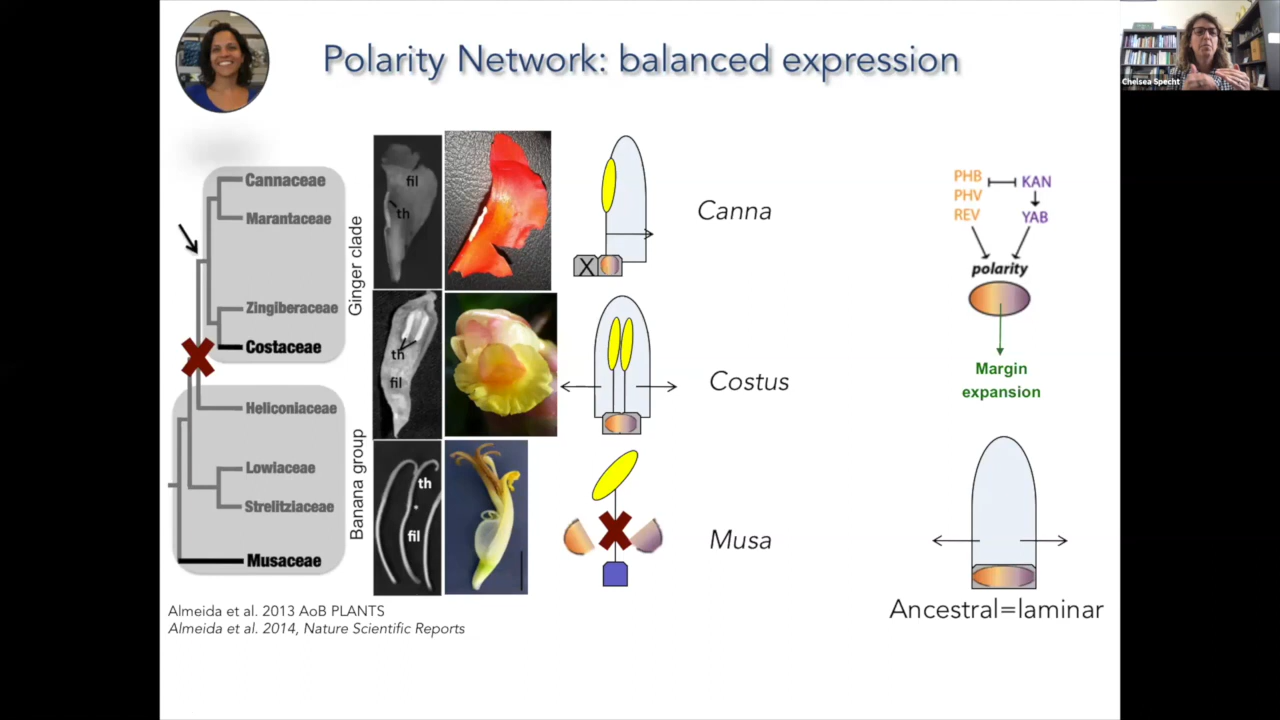 Polarity Network: balanced expression
Chelsea Specht
Cannaceae
Marantaceae
Zingiberaceae
Costaceae
Heliconiaceae
Lowiaceae
Strelitziaceae
Musaceae
Ginger clade
Banana group
fil
th
th
fil
th
fil
X
Canna
Costus
Musa
PHB
PHV
REV
KAN
YAB
polarity
Margin
expansion
Ancestral=laminar
Almeida et al. 2013 AoB PLANTS
Almeida et al. 2014, Nature Scientific Reports